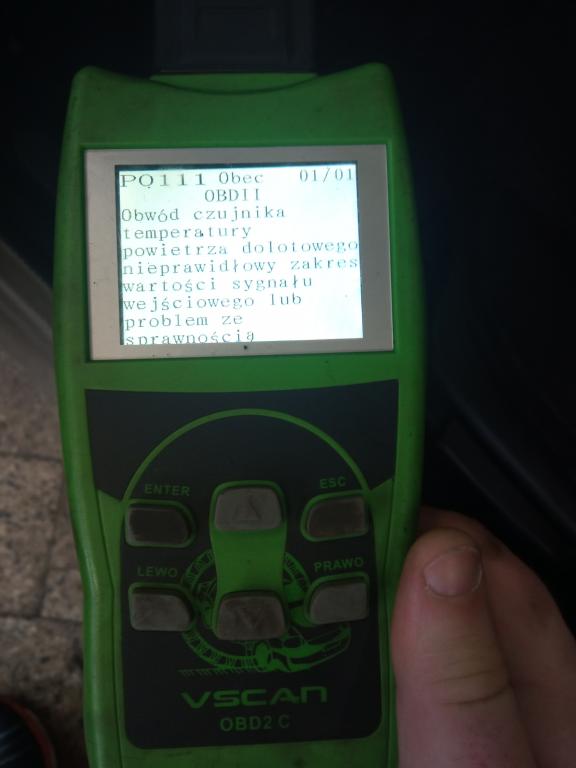 P0111 Obec 01/01
OBDII
Obwód czujnika
temperatury
powietrza dolotowego
nieprawidłowy zakres
wartości sygnału
wejściowego lub
problem ze
sprawnością
ENTER ESC
LEWO PRAWO
VSCAN
OBD2 C